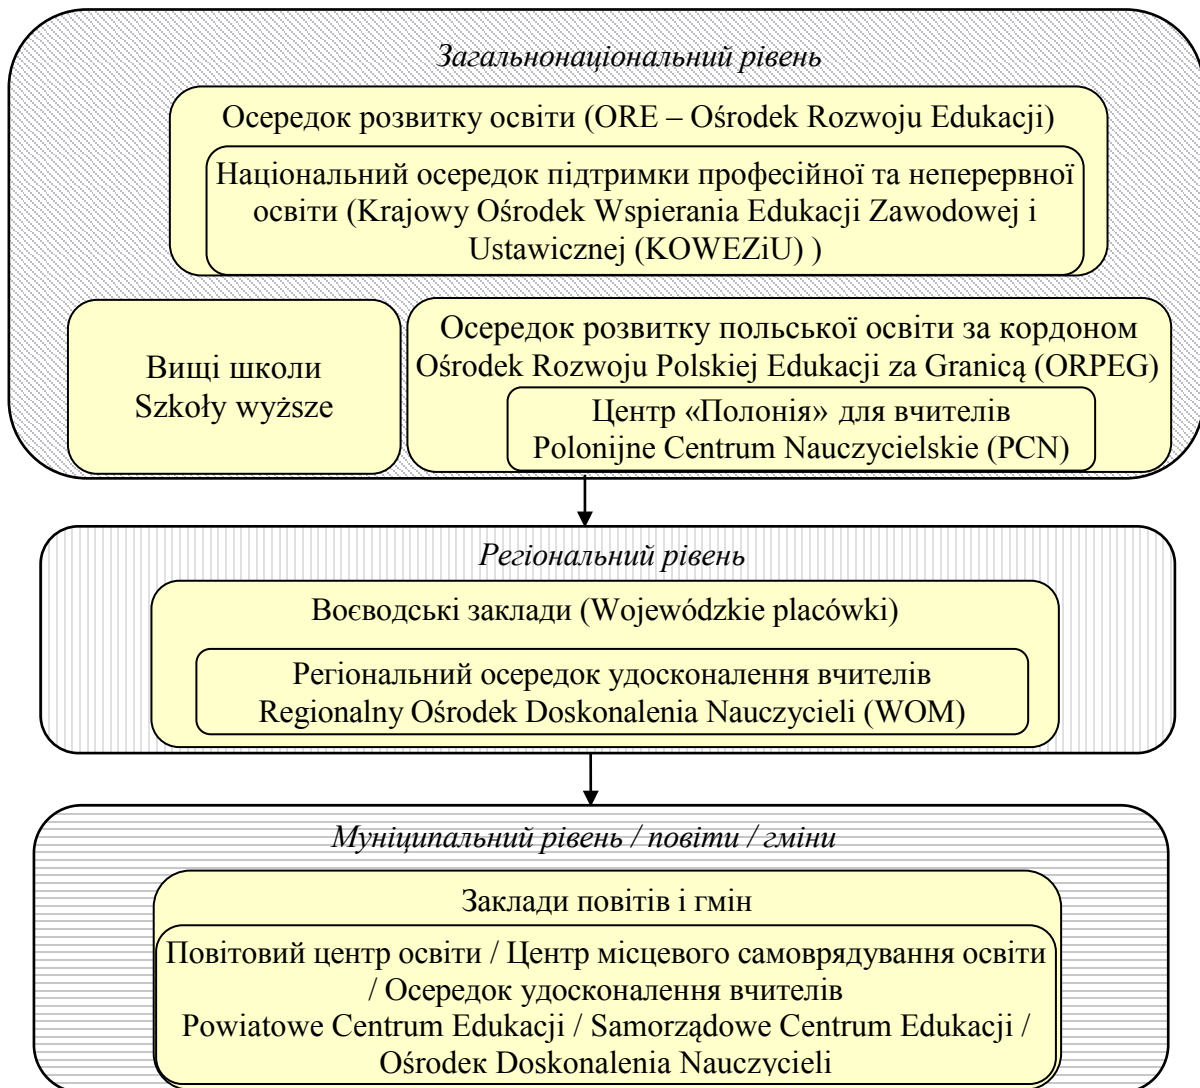 Загальнонаціональний рівень
Осередок розвитку освіти (ORE – Ośrodek Rozwoju Edukacji)
Національний осередок підтримки професійної та неперервної
освіти (Krajowy Ośrodek Wspierania Edukacji Zawodowej i
Ustawicznej (KOWEZiU) )
Вищі школи
Szkoły wyższe
Осередок розвитку польської освіти за кордоном
Ośrodek Rozwoju Polskiej Edukacji za Granicą (ORPEG)
Центр «Полонія» для вчителів
Polonijne Centrum Nauczycielskie (PCN)
Регіональний рівень
Воєводські заклади (Wojewódzkie placówki)
Регіональний осередок удосконалення вчителів
Regionalny Ośrodek Doskonalenia Nauczycieli (WOM)
Муніципальний рівень / повіти / гміни
Заклади повітів і гмін
Повітовий центр освіти / Центр місцевого самоврядування освіти
/ Осередок удосконалення вчителів
Powiatowe Centrum Edukacji / Samorządowe Centrum Edukacji /
Ośrodeк Doskonalenia Nauczycieli